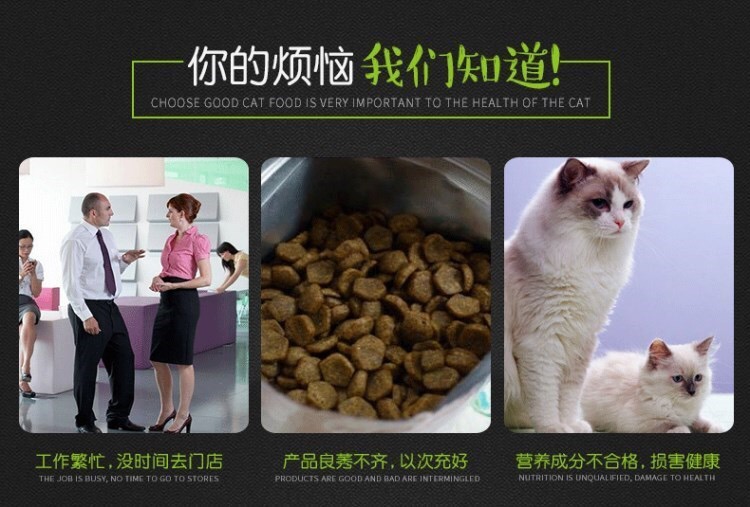 你的烦恼 我们知道!
CHOOSE GOOD CAT FOOD IS VERY IMPORTANT TO THE HEALTH OF THE CAT
工作繁忙,没时间去门店
THE JOB IS BUSY, NO TIME TO GO TO STORES
产品良莠不齐,以次充好
PRODUCTS ARE GOOD AND BAD ARE INTERMINGLED
营养成分不合格,损害健康
NUTRITION IS UNQUALIFIED, DAMAGE TO HEALTH